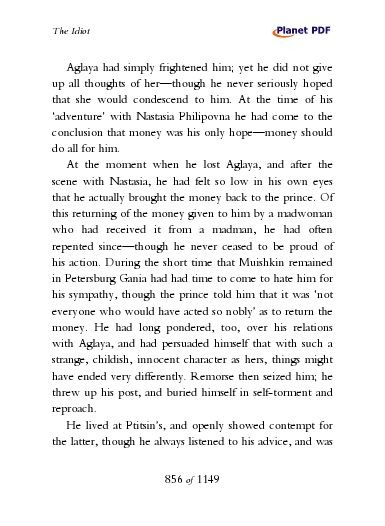 The Idiot
Planet PDF
Aglaya had simply frightened him; yet he did not give
up all thoughts of her—though he never seriously hoped
that she would condescend to him. At the time of his
'adventure' with Nastasia Philipovna he had come to the
conclusion that money was his only hope—money should
do all for him.
At the moment when he lost Aglaya, and after the
scene with Nastasia, he had felt so low in his own eyes
that he actually brought the money back to the prince. Of
this returning of the money given to him by a madwoman
who had received it from a madman, he had often
repented since—though he never ceased to be proud of
his action. During the short time that Muishkin remained
in Petersburg Gania had had time to come to hate him for
his sympathy, though the prince told him that it was 'not
everyone who would have acted so nobly' as to return the
money. He had long pondered, too, over his relations
with Aglaya, and had persuaded himself that with such a
strange, childish, innocent character as hers, things might
have ended very differently. Remorse then seized him; he
threw up his post, and buried himself in self-torment and
reproach.
He lived at Ptitsin's, and openly showed contempt for
the latter, though he always listened to his advice, and was
856 of 1149